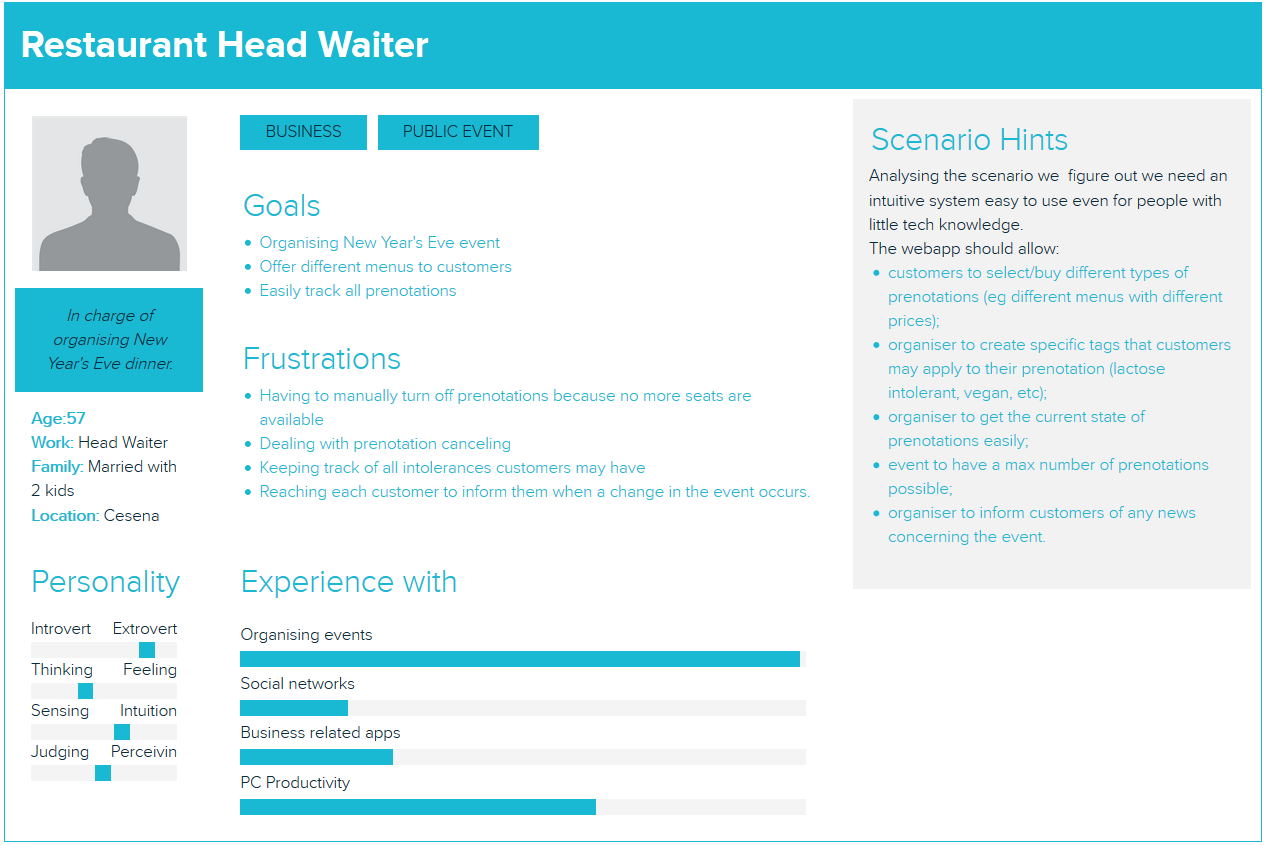 Restaurant Head Waiter
In charge of
organising New
Year's Eve dinner.
Age:57
Work: Head Waiter
Family: Married with
2 kids
Location: Cesena
Personality
Introvert Extrovert
Thinking Feeling
Sensing Intuition
Judging Perceivin
BUSINESS PUBLIC EVENT
Goals
• Organising New Year's Eve event
• Offer different menus to customers
• Easily track all prenotations
Frustrations
• Having to manually turn off prenotations because no more seats are
available
• Dealing with prenotation canceling
• Keeping track of all intolerances customers may have
• Reaching each customer to inform them when a change in the event occurs.
Experience with
Organising events
Social networks
Business related apps
PC Productivity
Scenario Hints
Analysing the scenario we figure out we need an
intuitive system easy to use even for people with
little tech knowledge.
The webapp should allow:
• customers to select/buy different types of
prenotations (eg different menus with different
prices);
• organiser to create specific tags that customers
may apply to their prenotation (lactose
intolerant, vegan, etc);
• organiser to get the current state of
prenotations easily;
• event to have a max number of prenotations
possible;
• organiser to inform customers of any news
concerning the event.